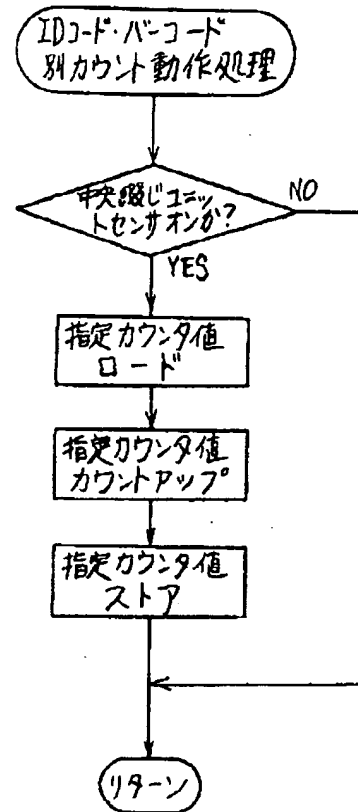 IDコード・バーコード
別カウント動作処理
中央綴じユニッ
トセンサオンか?
NO
YES
指定カウンタ値
ロード
指定カウンタ値
カウントアップ
指定カウンタ値
ストア
リターン